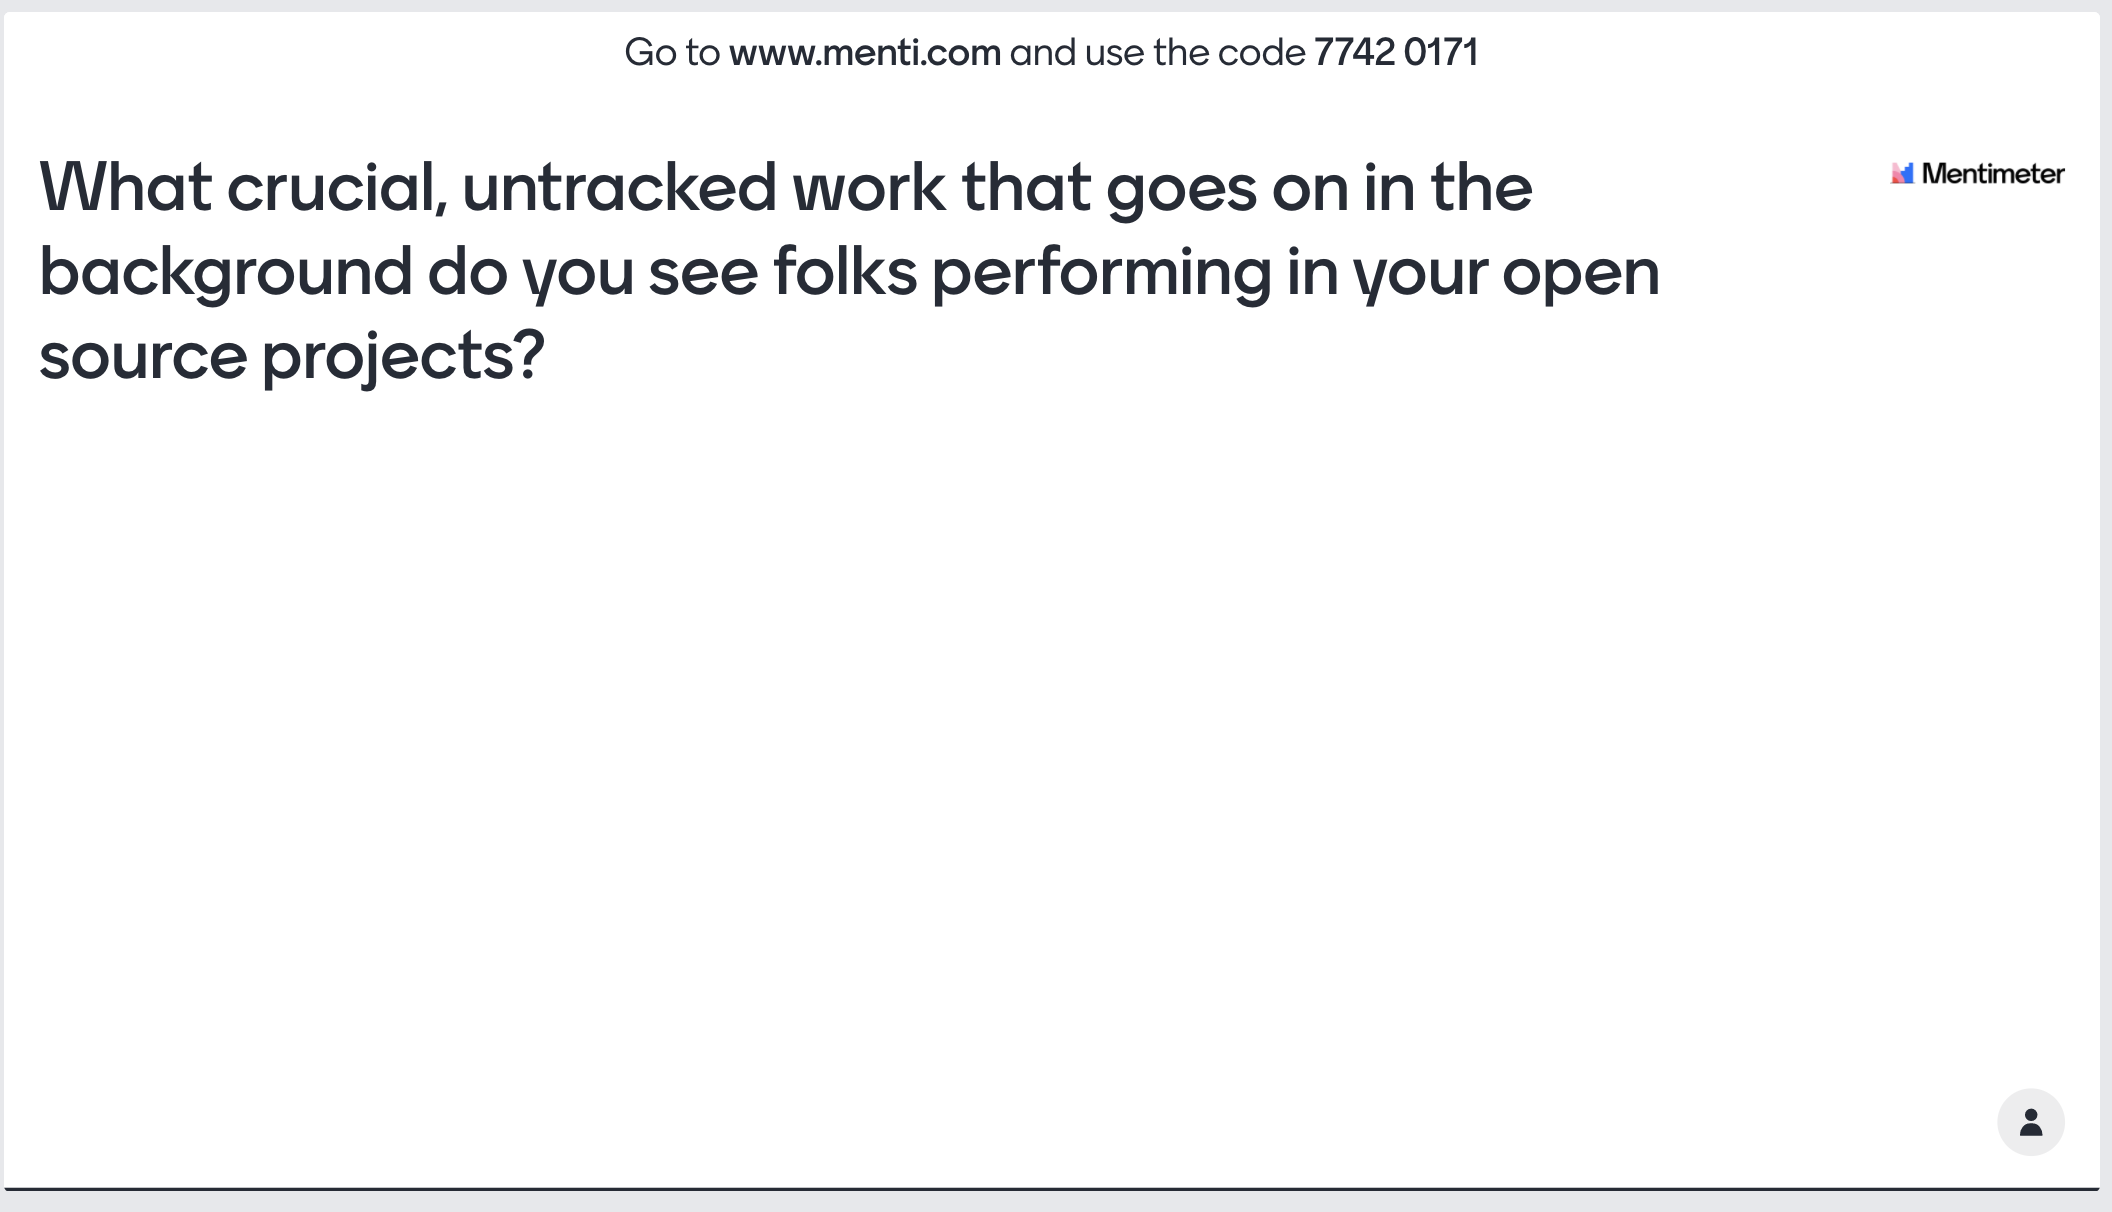 Go to www.menti.com and use the code 7742 0171
What crucial, untracked work that goes on in the
Mentimeter
background do you see folks performing in your open
source projects?